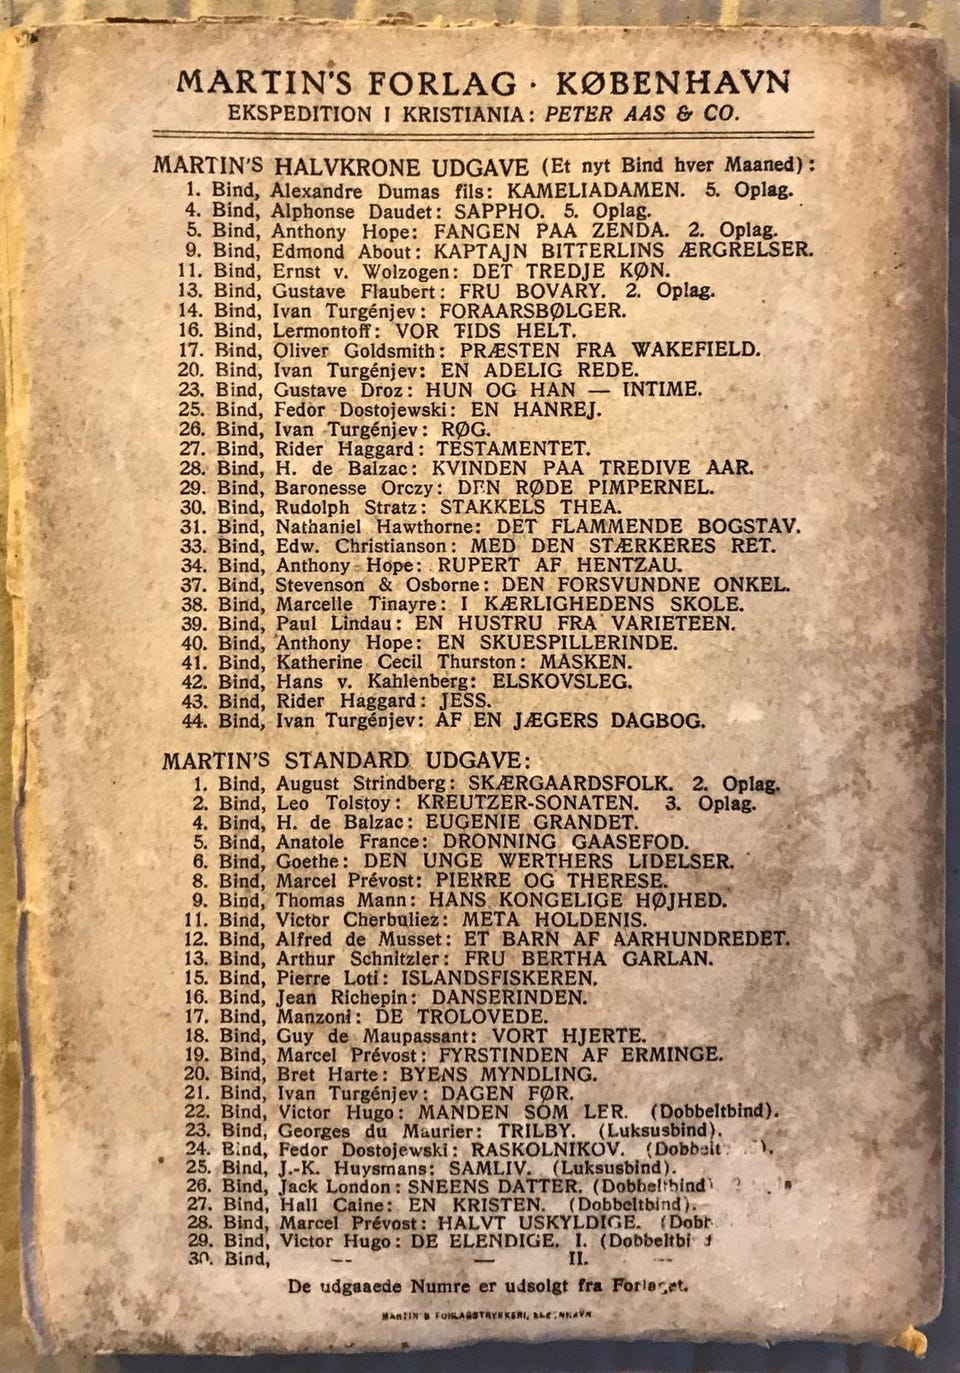 MARTIN'S FORLAG · KØBENHAVN
EKSPEDITION I KRISTIANIA: PETER AAS & CO.
MARTIN'S HALVKRONE UDGAVE (Et nyt Bind hver Maaned):
1. Bind, Alexandre Dumas fils: KAMELIADAMEN. 5. Oplag.
4. Bind, Alphonse Daudet: SAPPHO. 5. Oplag.
5. Bind, Anthony Hope: FANGEN PAA ZENDA. 2. Oplag.
9. Bind, Edmond About: KAPTAJN BITTERLINS ÆRGRELSER.
11. Bind, Ernst v. Wolzogen: DET TREDJE KØN.
13. Bind, Gustave Flaubert: FRU BOVARY. 2. Oplag.
14. Bind, Ivan Turgénjev: FORAARSBØLGER.
16. Bind, Lermontoff: VOR TIDS HELT.
17. Bind, Oliver Goldsmith: PRÆSTEN FRA WAKEFIELD.
20. Bind, Ivan Turgénjev: EN ADELIG REDE.
23. Bind, Gustave Droz: HUN OG HAN — INTIME.
25. Bind, Fedor Dostojewski: EN HANREJ.
26. Bind, Ivan Turgénjev: RØG.
27. Bind, Rider Haggard: TESTAMENTET.
28. Bind, H. de Balzac: KVINDEN PAA TREDIVE AAR.
29. Bind, Baronesse Orczy: DEN RØDE PIMPERNEL.
30. Bind, Rudolph Stratz: STAKKELS THEA.
31. Bind, Nathaniel Hawthorne: DET FLAMMENDE BOGSTAV.
33. Bind, Edw. Christianson: MED DEN STÆRKERES RET.
34. Bind, Anthony Hope: RUPERT AF HENTZAU.
37. Bind, Stevenson & Osborne: DEN FORSVUNDNE ONKEL.
38. Bind, Marcelle Tinayre: I KÆRLIGHEDENS SKOLE.
39. Bind, Paul Lindau: EN HUSTRU FRA VARIETEEN.
40. Bind, Anthony Hope: EN SKUESPILLERINDE.
41. Bind, Katherine Cecil Thurston: MASKEN.
42. Bind, Hans v. Kahlenberg: ELSKOVSLEG.
43. Bind, Rider Haggard: JESS.
44. Bind, Ivan Turgénjev: AF EN JÆGERS DAGBOG.
MARTIN'S STANDARD UDGAVE:
1. Bind, August Strindberg: SKÆRGAARDSFOLK. 2. Oplag.
2. Bind, Leo Tolstoy: KREUTZER-SONATEN. 3. Oplag.
4. Bind, H. de Balzac: EUGENIE GRANDET.
5. Bind, Anatole France: DRONNING GAASEFOD.
6. Bind, Goethe: DEN UNGE WERTHERS LIDELSER.
8. Bind, Marcel Prévost: PIERRE OG THERESE.
9. Bind, Thomas Mann: HANS KONGELIGE HØJHED.
11. Bind, Victor Cherbuliez: META HOLDENIS.
12. Bind, Alfred de Musset: ET BARN AF AARHUNDREDET.
13. Bind, Arthur Schnitzler: FRU BERTHA GARLAN.
15. Bind, Pierre Loti: ISLANDSFISKEREN.
16. Bind, Jean Richepin: DANSERINDEN.
17. Bind, Manzoni: DE TROLOVEDE.
18. Bind, Guy de Maupassant: VORT HJERTE.
19. Bind, Marcel Prévost: FYRSTINDEN AF ERMINGE.
20. Bind, Bret Harte: BYENS MYNDLING.
21. Bind, Ivan Turgénjev: DAGEN FØR.
22. Bind, Victor Hugo: MANDEN SOM LER. (Dobbeltbind).
23. Bind, Georges du Maurier: TRILBY. (Luksusbind).
24. Bind, Fedor Dostojewski: RASKOLNIKOV.
25. Bind, J.-K. Huysmans: SAMLIV. (Luksusbind).
26. Bind, Jack London: SNEENS DATTER. (Dobbeltbind)
27. Bind, Hall Caine: EN KRISTEN. (Dobbeltbind).
28. Bind, Marcel Prévost: HALVT USKYLDIGE.
29. Bind, Victor Hugo: DE ELENDIGE. I.
30. Bind, — — II. —
De udgaaede Numre er udsolgt fra Forlaget.
MARTIN'S FORLAGSTRYKKERI, KØBENHAVN